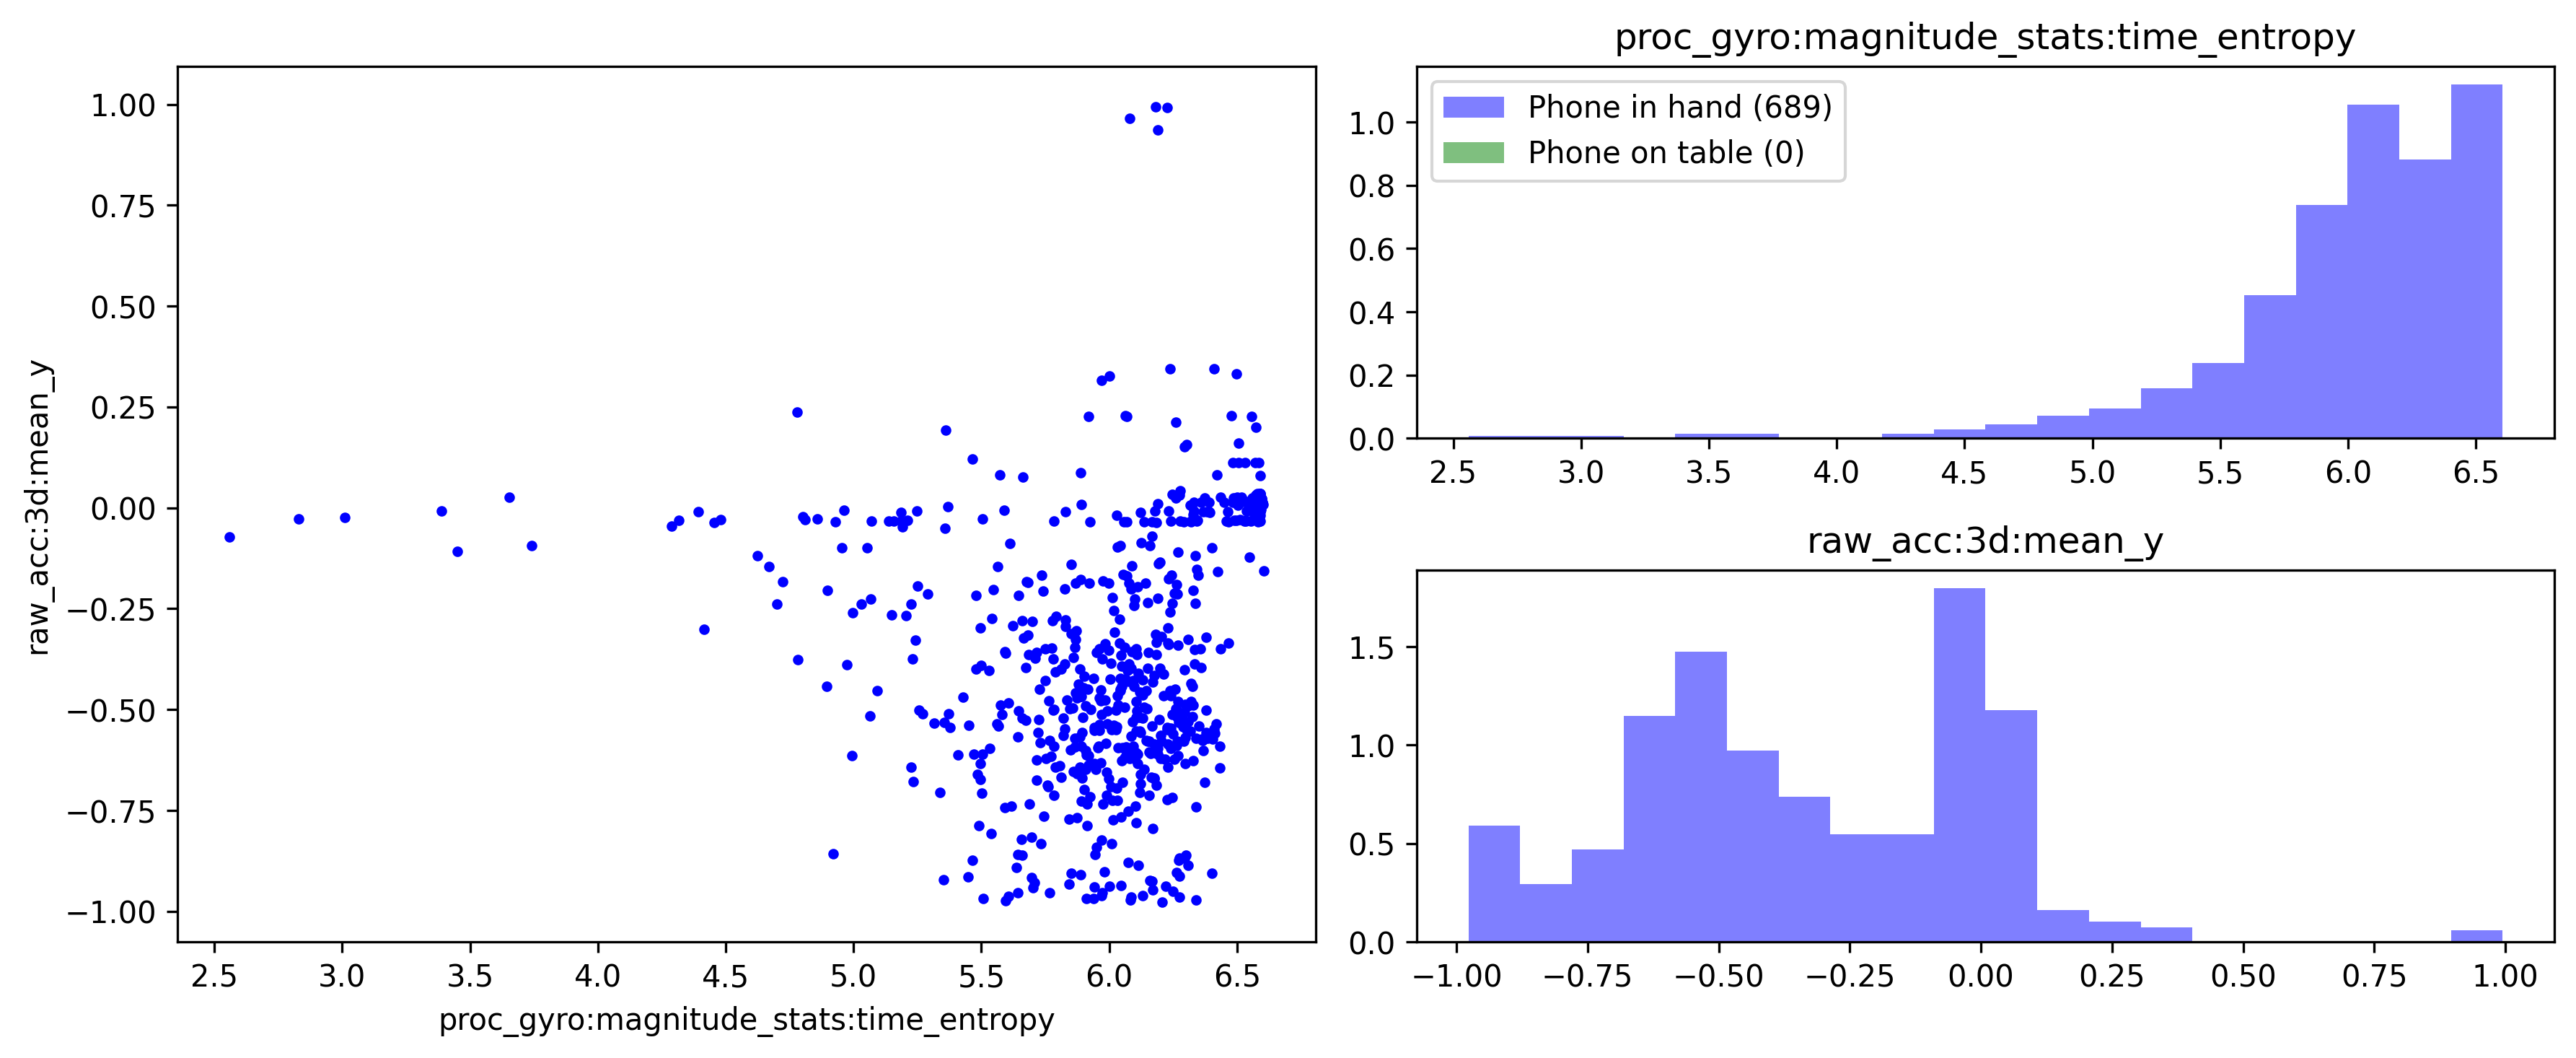 1.00
0.75
0.50
0.25
0.00
−0.25
−0.50
−0.75
−1.00
raw_acc:3d:mean_y
2.5 3.0 3.5 4.0 4.5 5.0 5.5 6.0 6.5
proc_gyro:magnitude_stats:time_entropy
proc_gyro:magnitude_stats:time_entropy
Phone in hand (689)
Phone on table (0)
1.0
0.8
0.6
0.4
0.2
0.0
2.5 3.0 3.5 4.0 4.5 5.0 5.5 6.0 6.5
raw_acc:3d:mean_y
1.5
1.0
0.5
0.0
−1.00 −0.75 −0.50 −0.25 0.00 0.25 0.50 0.75 1.00